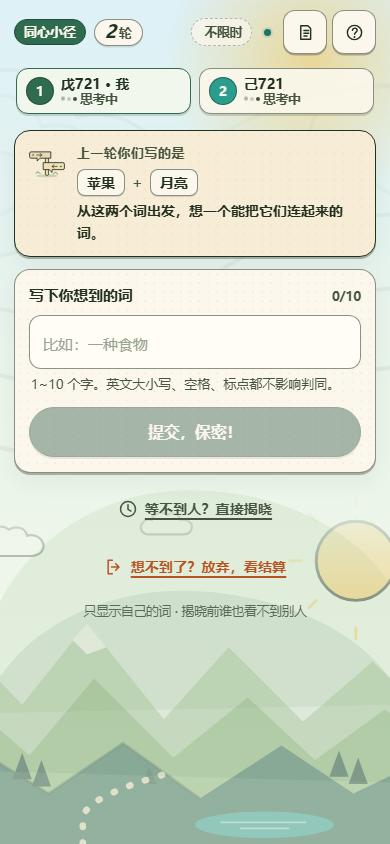 同心小径
2轮
不限时
1
戊721 · 我
思考中
2
己721
思考中
上一轮你们写的是
苹果 + 月亮
从这两个词出发，想一个能把它们连起来的
词。
写下你想到的词
0/10
比如：一种食物
1~10 个字。英文大小写、空格、标点都不影响判同。
提交，保密！
等不到人？直接揭晓
想不到了？放弃，看结算
只显示自己的词 · 揭晓前谁也看不到别人